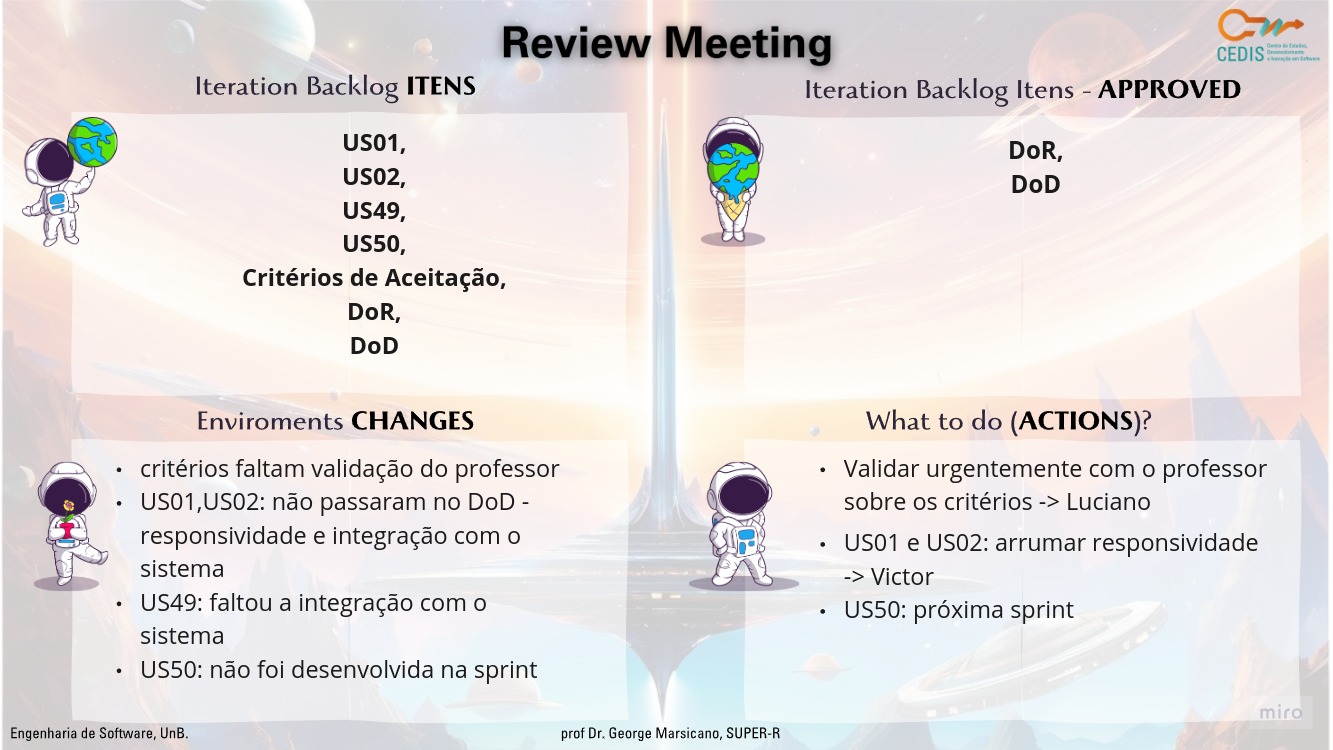 Review Meeting
CEDIS
Centro de Estudos,
Desenvolvimento
e Inovação em Software
Iteration Backlog ITENS
US01,
US02,
US49,
US50,
Critérios de Aceitação,
DoR,
DoD
Iteration Backlog Itens - APPROVED
DoR,
DoD
Enviroments CHANGES
• critérios faltam validação do professor
• US01,US02: não passaram no DoD -
responsividade e integração com o
sistema
• US49: faltou a integração com o
sistema
• US50: não foi desenvolvida na sprint
What to do (ACTIONS)?
• Validar urgentemente com o professor
sobre os critérios -> Luciano
• US01 e US02: arrumar responsividade
-> Victor
• US50: próxima sprint
miro
Engenharia de Software, UnB.
prof Dr. George Marsicano, SUPER-R